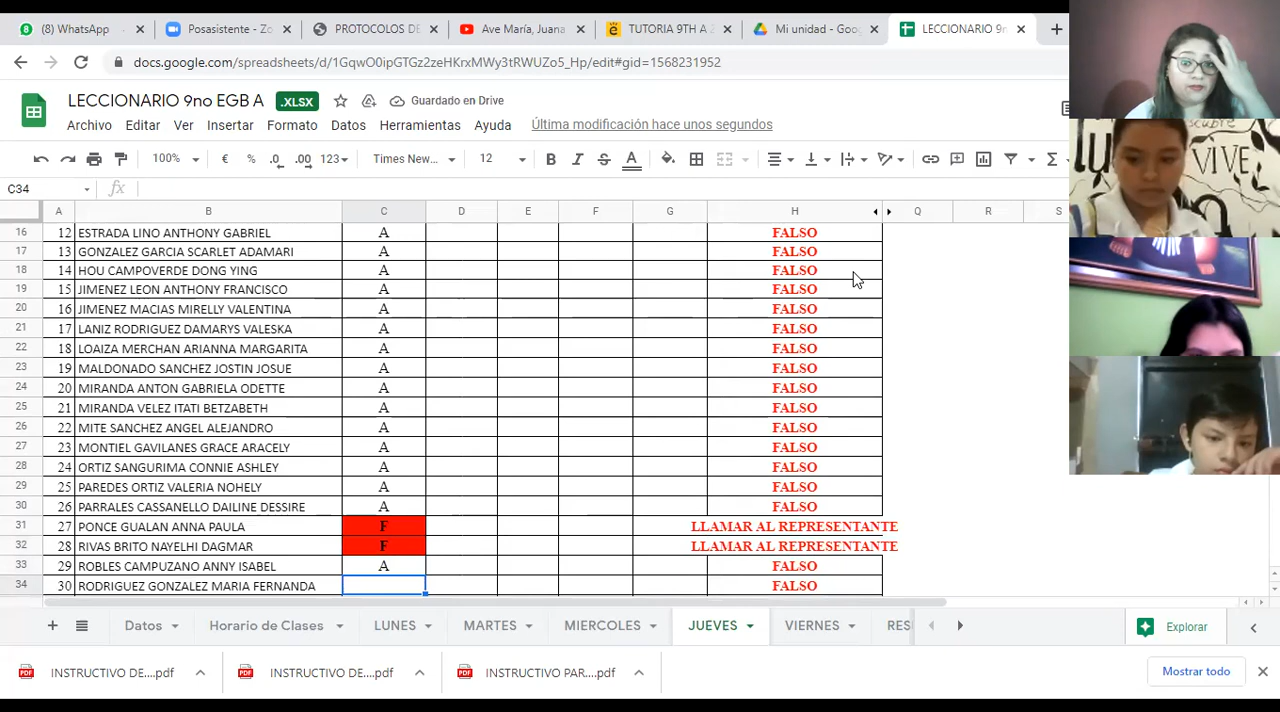 (8) WhatsApp
Posasistente - Zo
PROTOCOLOS DE
Ave María, Juana
TUTORIA 9TH A 2
Mi unidad - Goog
LECCIONARIO 9n
docs.google.com/spreadsheets/d/1GqwO0ipGTGz2zeHKrxMWy3tRWUZo5_Hp/edit#gid=1568231952
LECCIONARIO 9no EGB A .XLSX Guardado en Drive
Archivo Editar Ver Insertar Formato Datos Herramientas Ayuda Última modificación hace unos segundos
100% € % .0 .00 123 Times New... 12 B I S A Σ
C34 fx
A B C D E F G H Q R S
16 12 ESTRADA LINO ANTHONY GABRIEL A FALSO
17 13 GONZALEZ GARCIA SCARLET ADAMARI A FALSO
18 14 HOU CAMPOVERDE DONG YING A FALSO
19 15 JIMENEZ LEON ANTHONY FRANCISCO A FALSO
20 16 JIMENEZ MACIAS MIRELLY VALENTINA A FALSO
21 17 LANIZ RODRIGUEZ DAMARYS VALESKA A FALSO
22 18 LOAIZA MERCHAN ARIANNA MARGARITA A FALSO
23 19 MALDONADO SANCHEZ JOSTIN JOSUE A FALSO
24 20 MIRANDA ANTON GABRIELA ODETTE A FALSO
25 21 MIRANDA VELEZ ITATI BETZABETH A FALSO
26 22 MITE SANCHEZ ANGEL ALEJANDRO A FALSO
27 23 MONTIEL GAVILANES GRACE ARACELY A FALSO
28 24 ORTIZ SANGURIMA CONNIE ASHLEY A FALSO
29 25 PAREDES ORTIZ VALERIA NOHELY A FALSO
30 26 PARRALES CASSANELLO DAILINE DESSIRE A FALSO
31 27 PONCE GUALAN ANNA PAULA F LLAMAR AL REPRESENTANTE
32 28 RIVAS BRITO NAYELHI DAGMAR F LLAMAR AL REPRESENTANTE
33 29 ROBLES CAMPUZANO ANNY ISABEL A FALSO
34 30 RODRIGUEZ GONZALEZ MARIA FERNANDA FALSO
Datos Horario de Clases LUNES MARTES MIERCOLES JUEVES VIERNES RES Explorar
INSTRUCTIVO DE....pdf
INSTRUCTIVO DE....pdf
INSTRUCTIVO PAR....pdf
Mostrar todo
VIVE